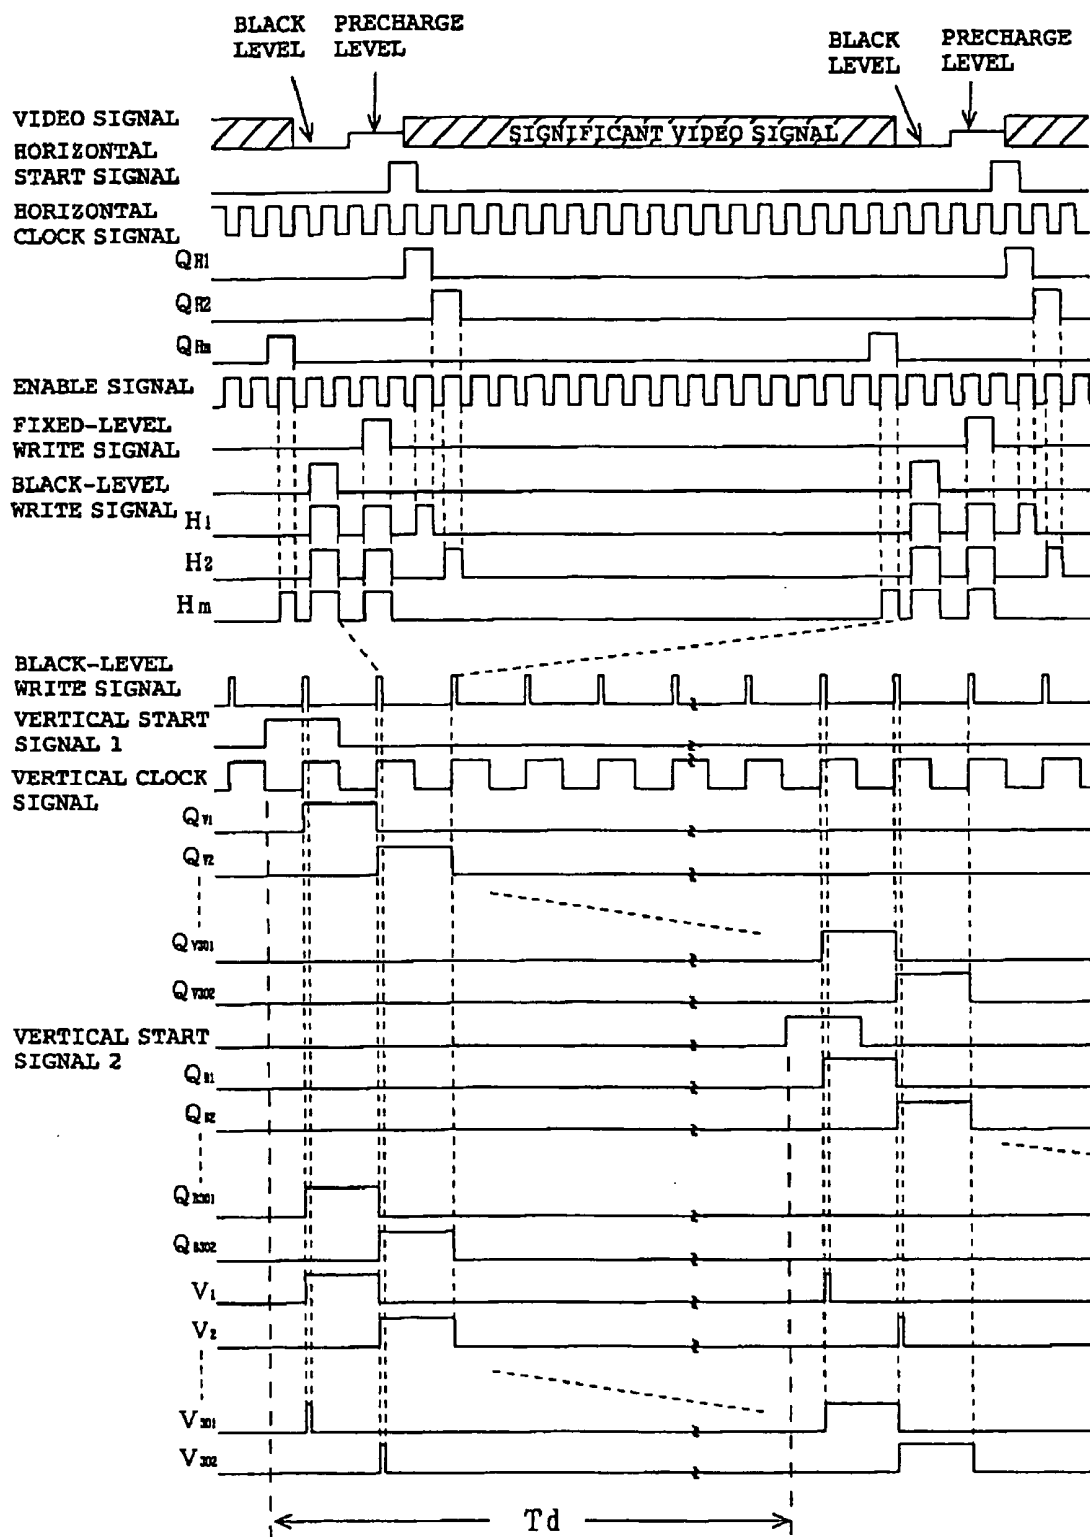 BLACK LEVEL
PRECHARGE LEVEL
BLACK LEVEL
PRECHARGE LEVEL
VIDEO SIGNAL
SIGNIFICANT VIDEO SIGNAL
HORIZONTAL
START SIGNAL
HORIZONTAL
CLOCK SIGNAL
QH1
QH2
QHm
ENABLE SIGNAL
FIXED-LEVEL
WRITE SIGNAL
BLACK-LEVEL
WRITE SIGNAL
H1
H2
Hm
BLACK-LEVEL
WRITE SIGNAL
VERTICAL START
SIGNAL 1
VERTICAL CLOCK
SIGNAL
QV1
QV2
QV301
QV302
VERTICAL START
SIGNAL 2
QB1
QB2
QB301
QB302
V1
V2
V301
V302
Td